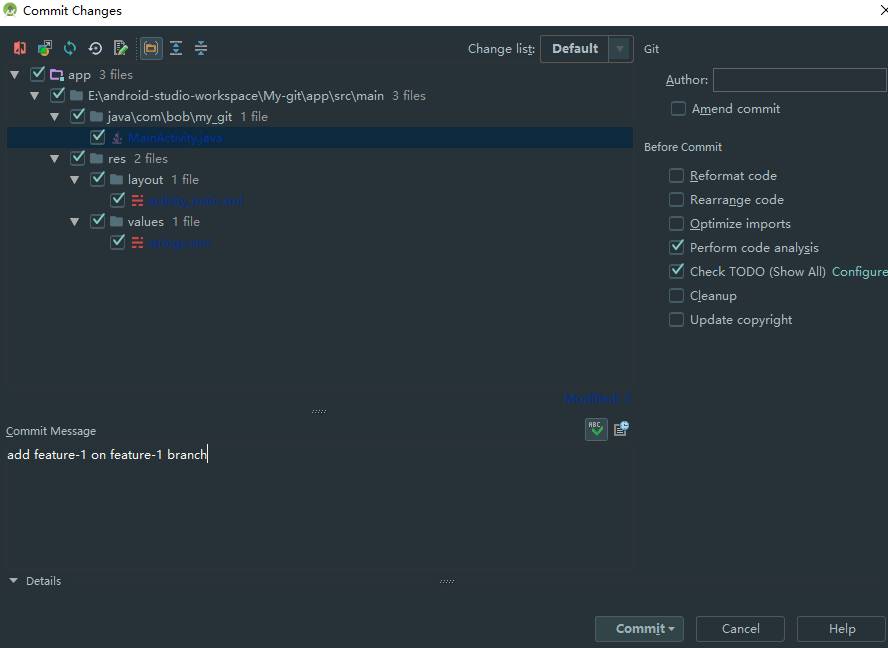 Commit Changes
Change list: Default
Git
app 3 files
Author:
E:\android-studio-workspace\My-git\app\src\main 3 files
Amend commit
java\com\bob\my_git 1 file
MainActivity.java
Before Commit
res 2 files
Reformat code
layout 1 file
Rearrange code
activity_main.xml
values 1 file
Optimize imports
strings.xml
Perform code analysis
Check TODO (Show All) Configure
Cleanup
Update copyright
Modified: 3
Commit Message
ABC
add feature-1 on feature-1 branch
Details
Commit
Cancel
Help